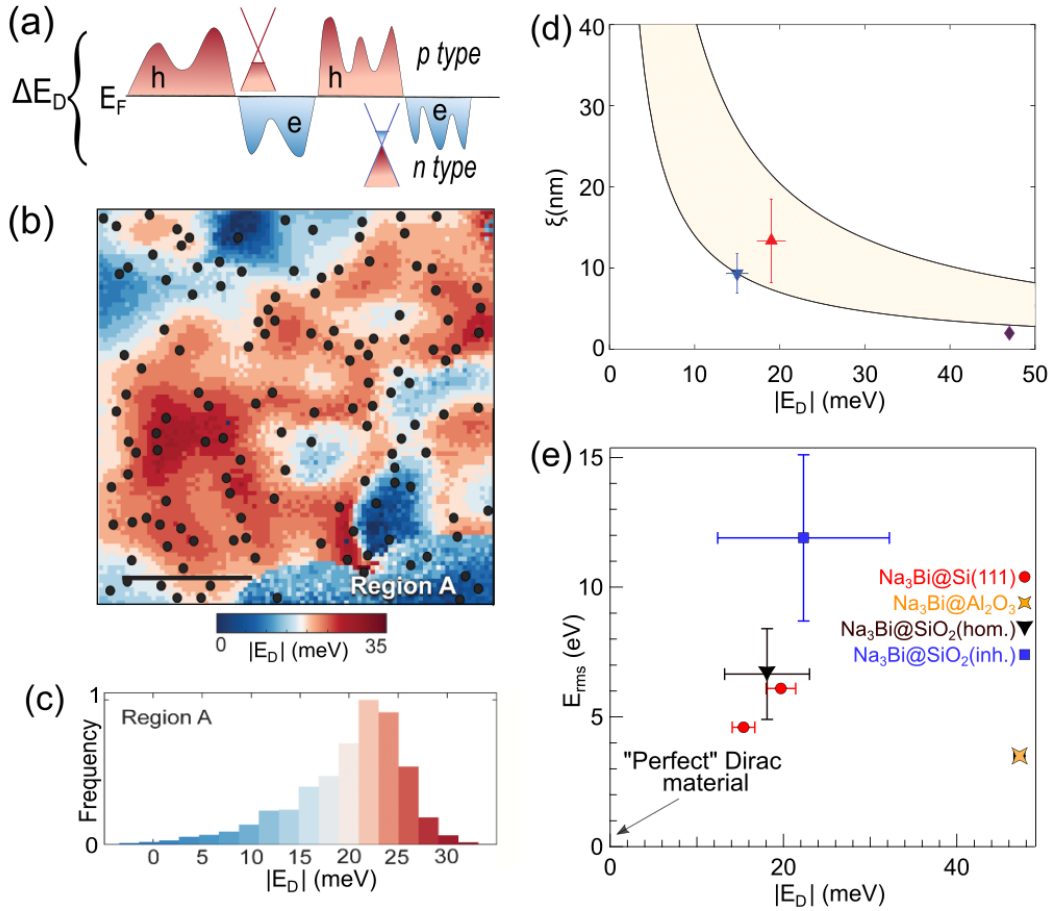 (a)
ΔE_D
E_F
h
e
h
e
p type
n type
(b)
Region A
0
35
|E_D| (meV)
(c)
Region A
Frequency
1
0
0 5 10 15 20 25 30
|E_D| (meV)
(d)
ξ(nm)
40
30
20
10
0
0 10 20 30 40 50
|E_D| (meV)
(e)
E_rms (eV)
15
10
5
0
Na₃Bi@Si(111)
Na₃Bi@Al₂O₃
Na₃Bi@SiO₂(hom.)
Na₃Bi@SiO₂(inh.)
"Perfect" Dirac
material
0 20 40
|E_D| (meV)